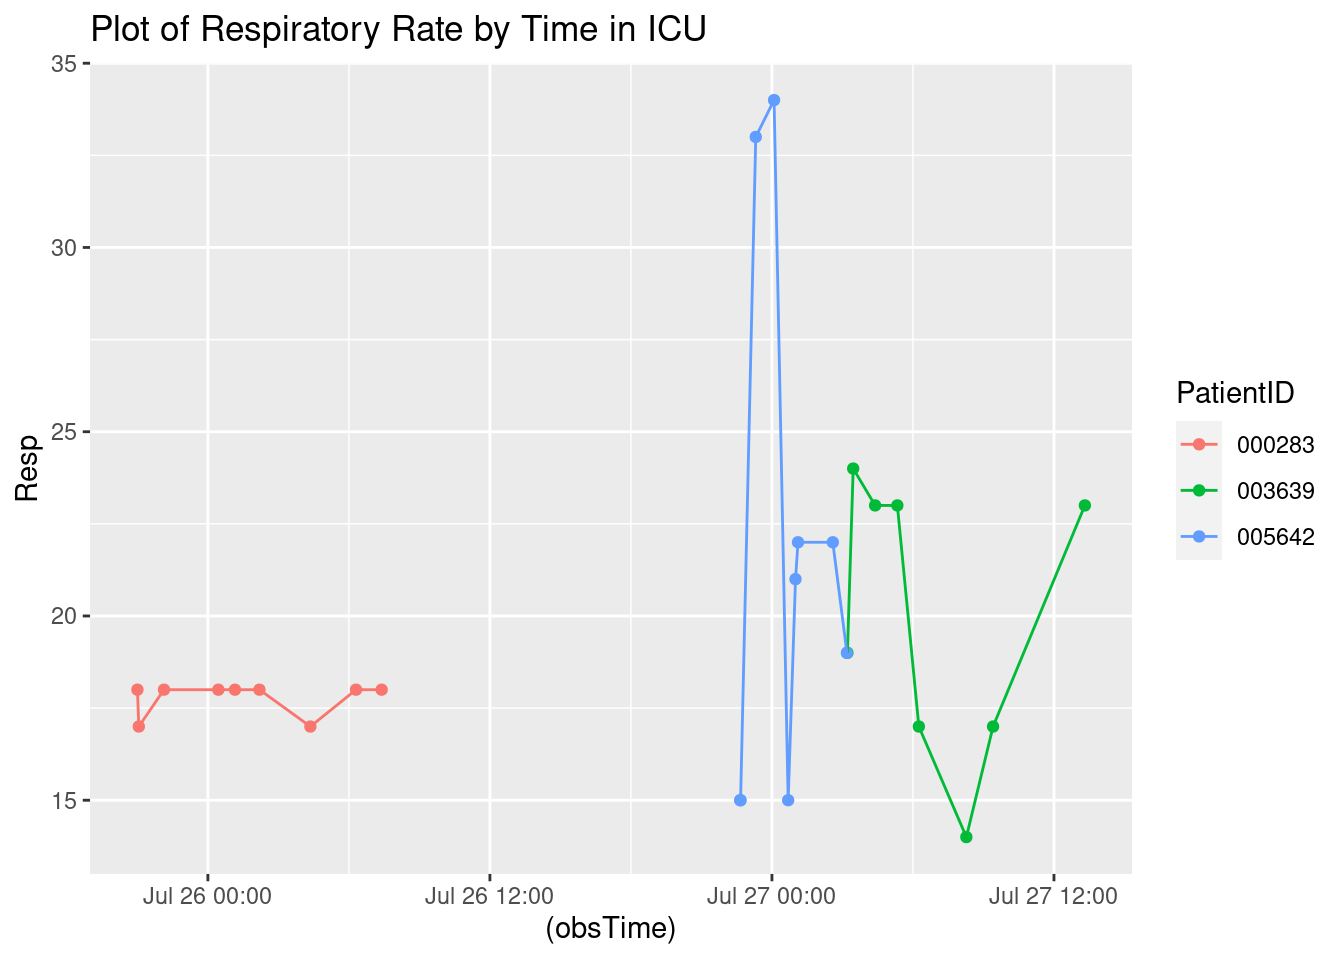 Plot of Respiratory Rate by Time in ICU
35
30
25
20
15
Resp
Jul 26 00:00
Jul 26 12:00
Jul 27 00:00
Jul 27 12:00
(obsTime)
PatientID
000283
003639
005642